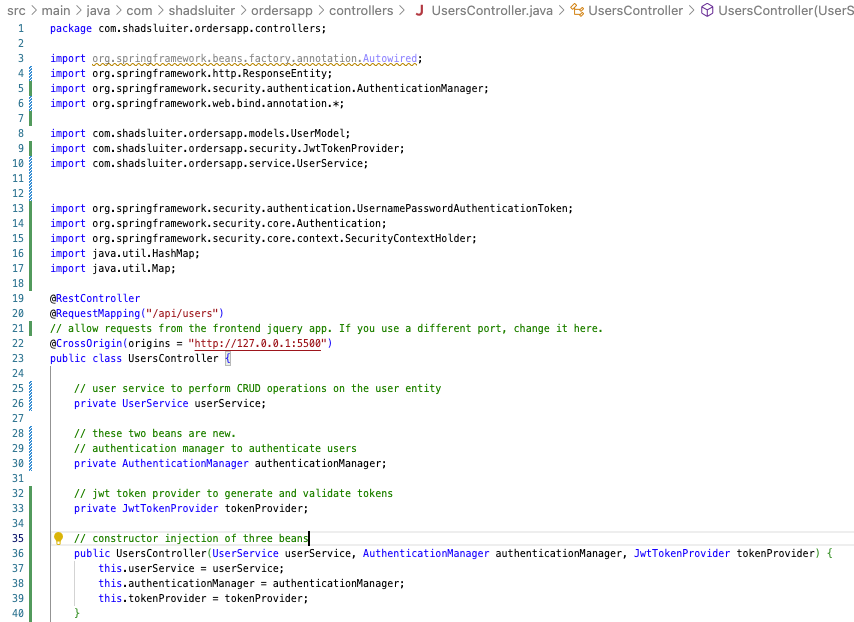 src > main > java > com > shadsluiter > ordersapp > controllers > J UsersController.java > UsersController > UsersController(UserS
1 package com.shadsluiter.ordersapp.controllers;
2
3 import org.springframework.beans.factory.annotation.Autowired;
4 import org.springframework.http.ResponseEntity;
5 import org.springframework.security.authentication.AuthenticationManager;
6 import org.springframework.web.bind.annotation.*;
7
8 import com.shadsluiter.ordersapp.models.UserModel;
9 import com.shadsluiter.ordersapp.security.JwtTokenProvider;
10 import com.shadsluiter.ordersapp.service.UserService;
11
12
13 import org.springframework.security.authentication.UsernamePasswordAuthenticationToken;
14 import org.springframework.security.core.Authentication;
15 import org.springframework.security.core.context.SecurityContextHolder;
16 import java.util.HashMap;
17 import java.util.Map;
18
19 @RestController
20 @RequestMapping("/api/users")
21 // allow requests from the frontend jquery app. If you use a different port, change it here.
22 @CrossOrigin(origins = "http://127.0.0.1:5500")
23 public class UsersController {
24
25 // user service to perform CRUD operations on the user entity
26 private UserService userService;
27
28 // these two beans are new.
29 // authentication manager to authenticate users
30 private AuthenticationManager authenticationManager;
31
32 // jwt token provider to generate and validate tokens
33 private JwtTokenProvider tokenProvider;
34
35 // constructor injection of three beans
36 public UsersController(UserService userService, AuthenticationManager authenticationManager, JwtTokenProvider tokenProvider) {
37 this.userService = userService;
38 this.authenticationManager = authenticationManager;
39 this.tokenProvider = tokenProvider;
40 }